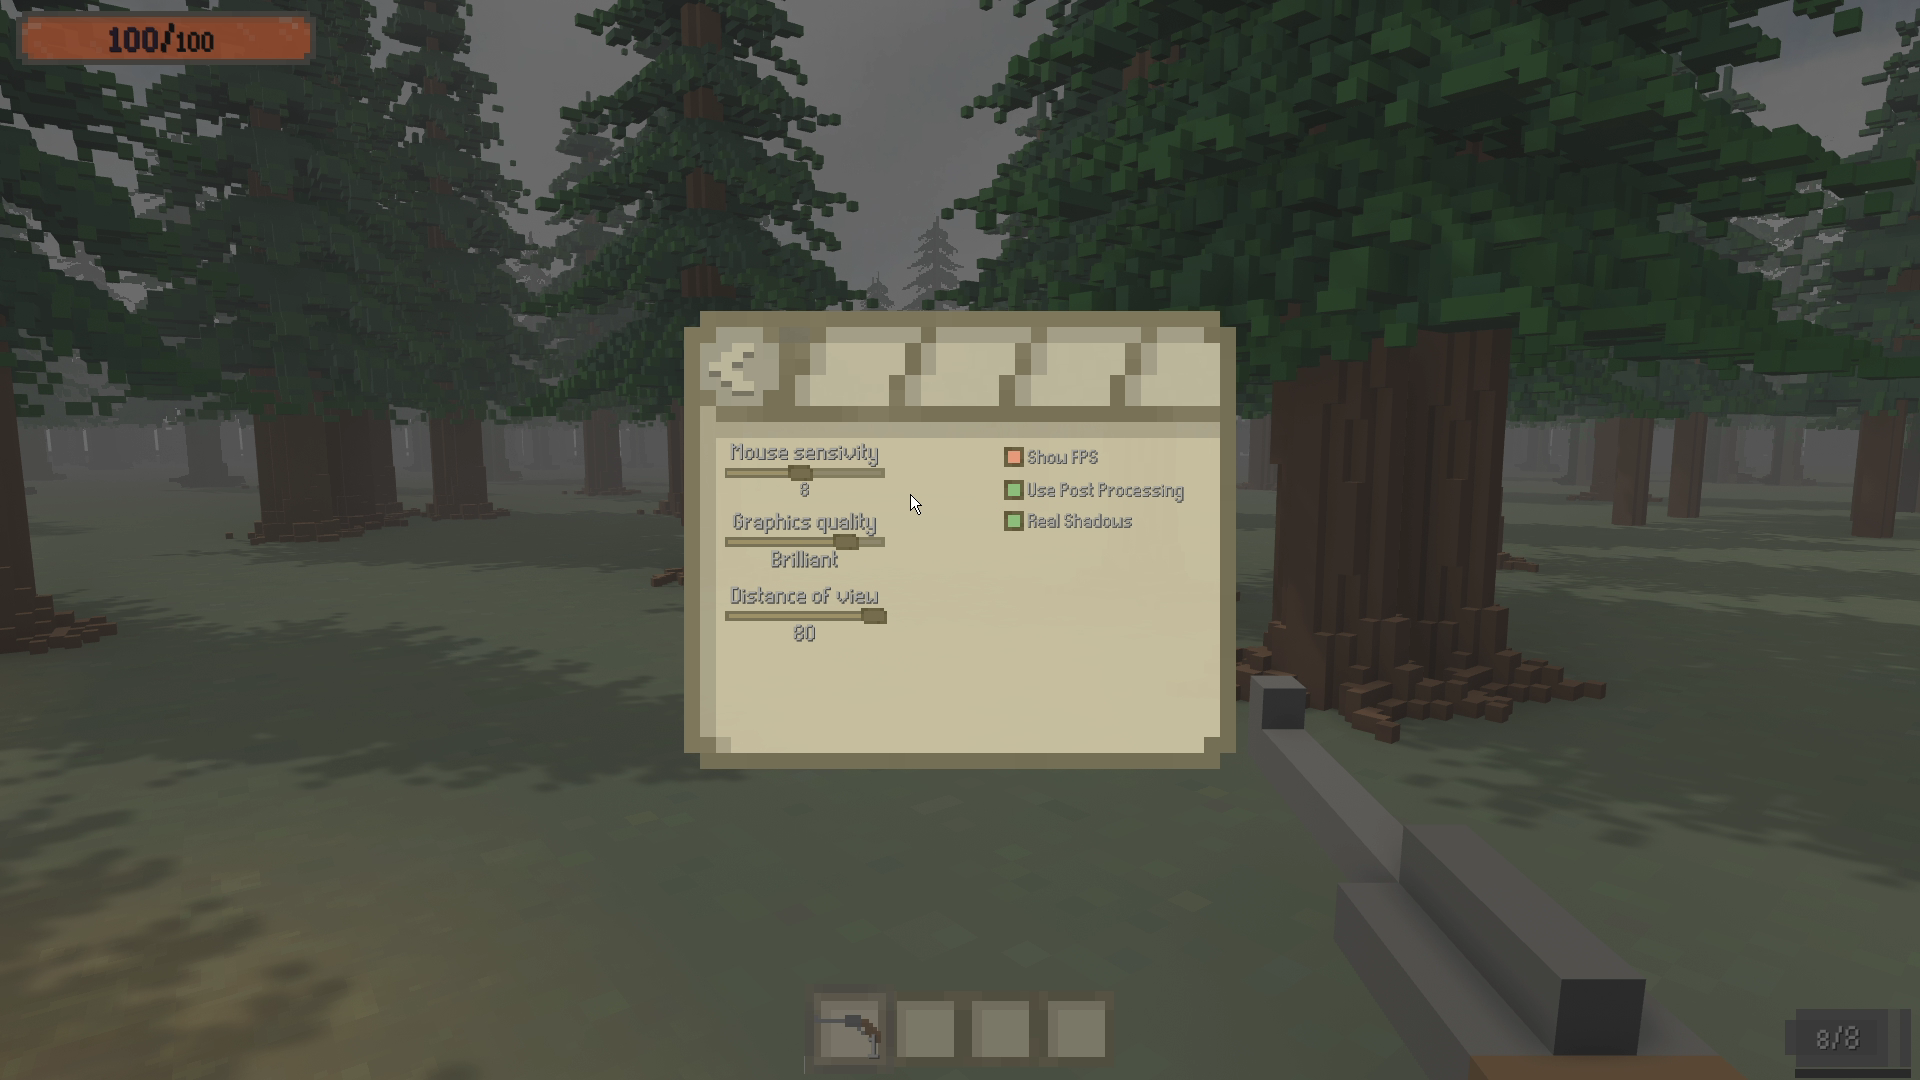 100/100
Mouse sensivity
8
Show FPS
Use Post Processing
Graphics quality
Real Shadows
Brilliant
Distance of view
80
8/8